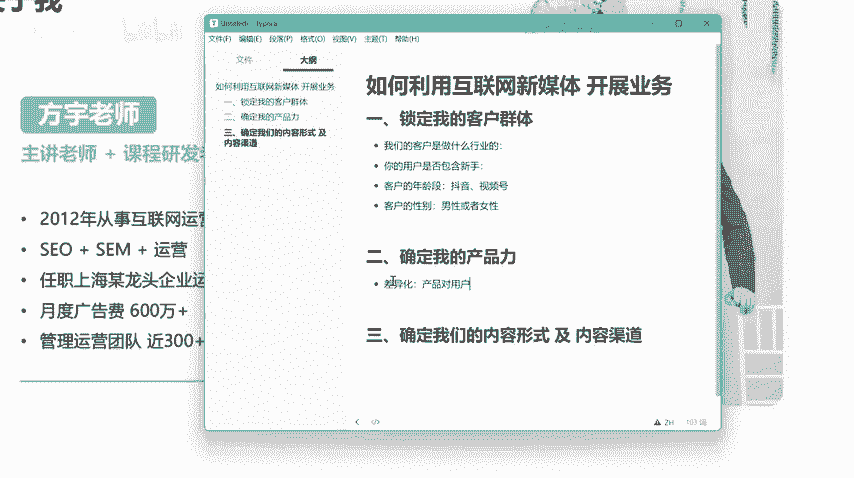 于我
bilibili
方宇老师
主讲老师 + 课程研发
2012年从事互联网运营
SEO + SEM + 运营
任职上海某龙头企业运
月度广告费 600万+
管理运营团队 近300+
Untitled - Typora
文件(F) 编辑(E) 段落(P) 格式(O) 视图(V) 主题(T) 帮助(H)
文件 大纲
如何利用互联网新媒体 开展业务
一、锁定我的客户群体
二、确定我的产品力
三、确定我们的内容形式 及
内容渠道
如何利用互联网新媒体 开展业务
一、锁定我的客户群体
我们的客户是做什么行业的：
你的用户是否包含新手：
客户的年龄段：抖音、视频号
客户的性别：男性或者女性
二、确定我的产品力
差异化：产品对用户
三、确定我们的内容形式 及 内容渠道
ZH 103 词